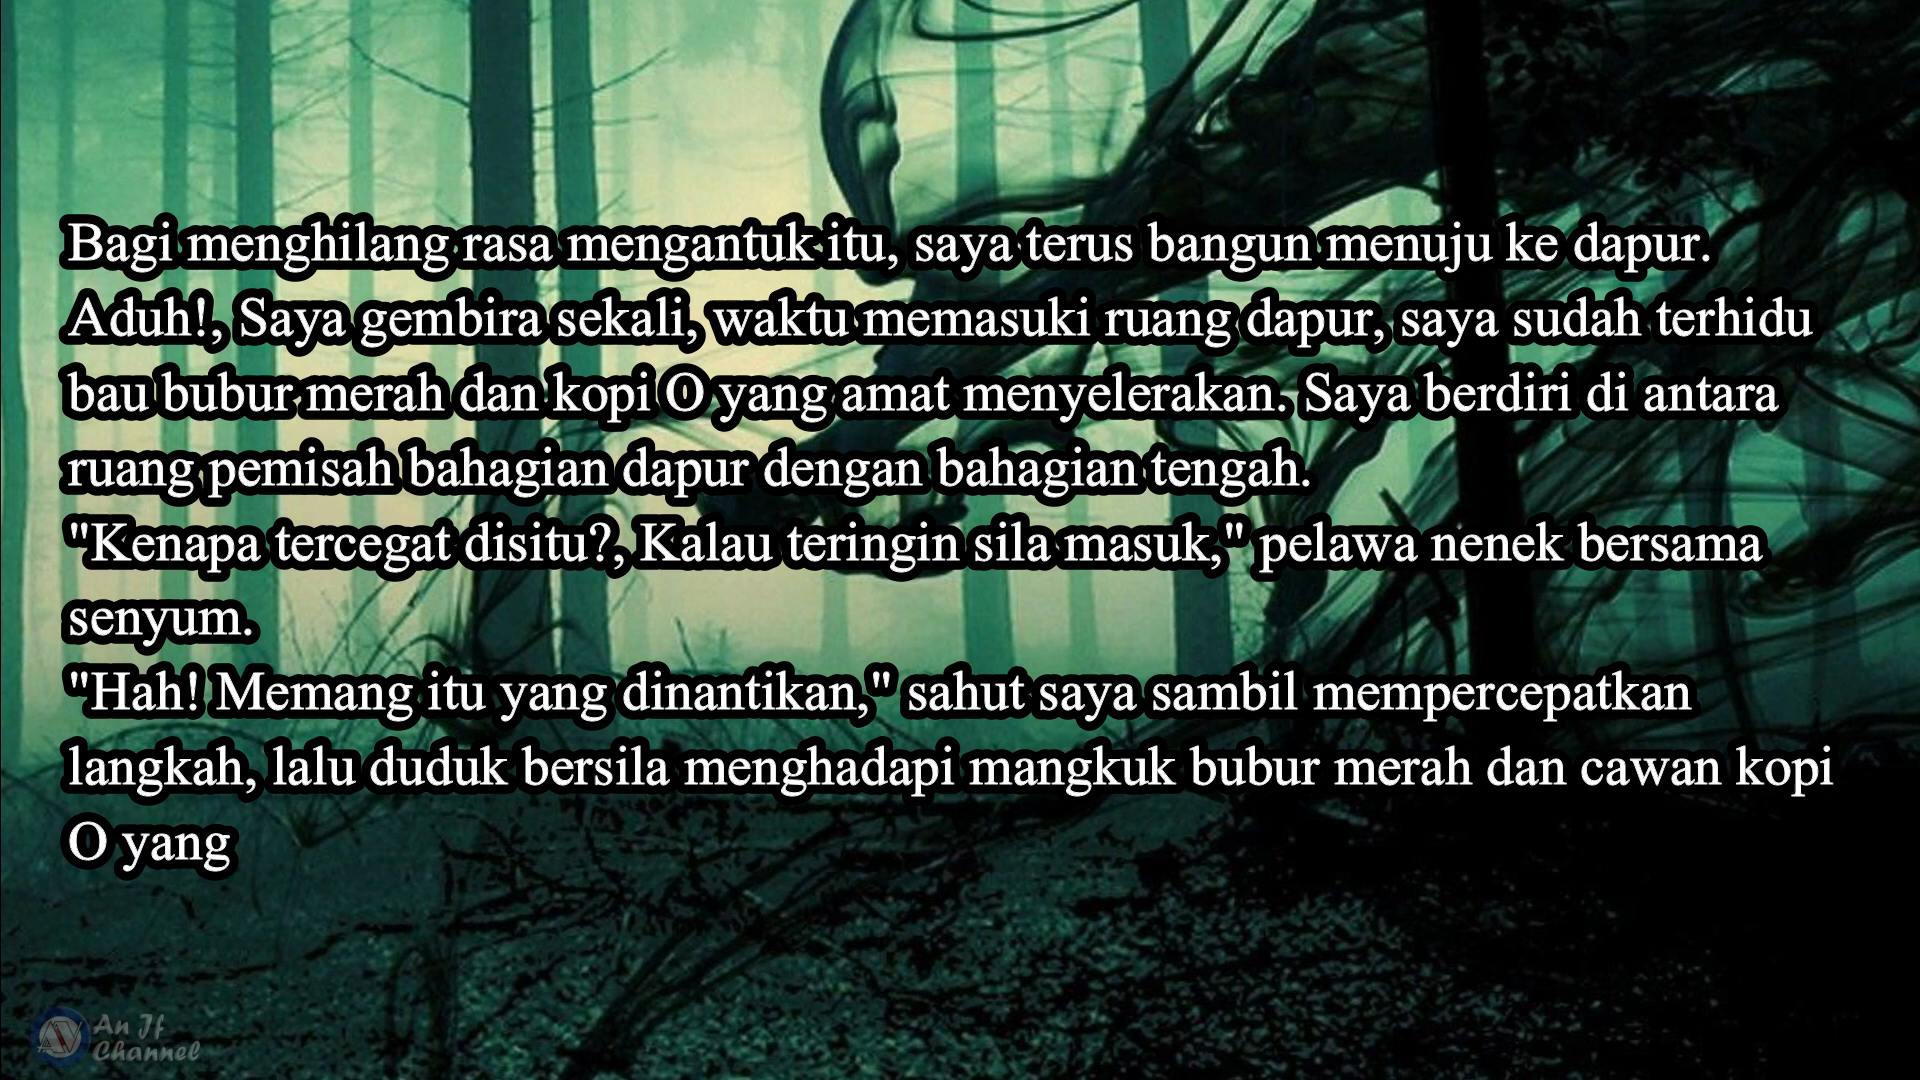 Bagi menghilang rasa mengantuk itu, saya terus bangun menuju ke dapur.
Aduh!, Saya gembira sekali, waktu memasuki ruang dapur, saya sudah terhidu
bau bubur merah dan kopi O yang amat menyelerakan. Saya berdiri di antara
ruang pemisah bahagian dapur dengan bahagian tengah.
"Kenapa tercegat disitu?, Kalau teringin sila masuk," pelawa nenek bersama
senyum.
"Hah! Memang itu yang dinantikan," sahut saya sambil mempercepatkan
langkah, lalu duduk bersila menghadapi mangkuk bubur merah dan cawan kopi
O yang
An Jf
Channel